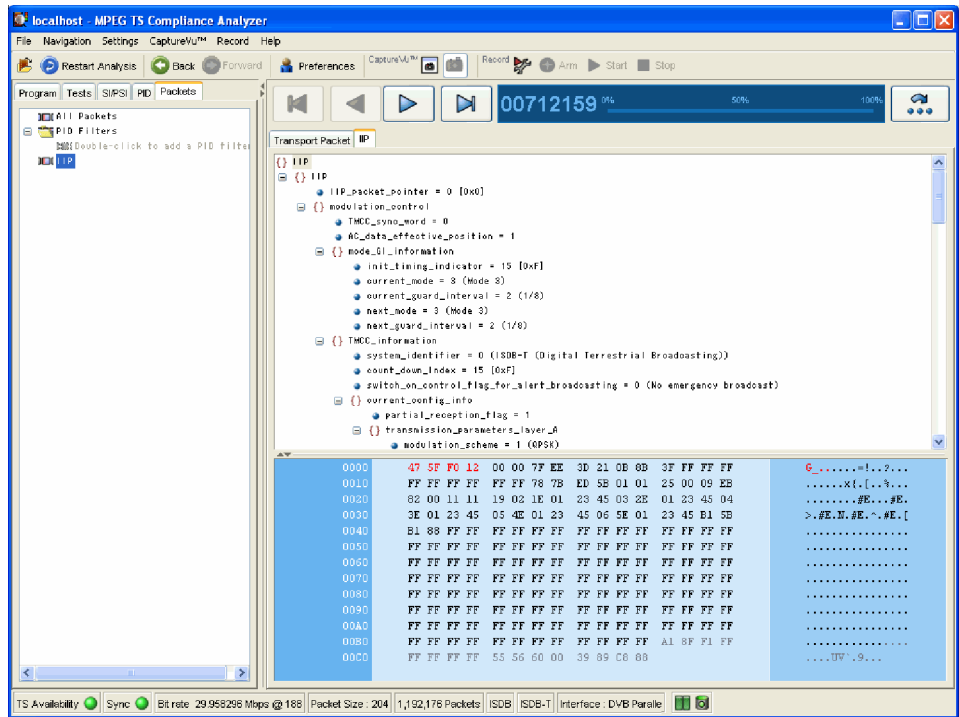 localhost - MPEG TS Compliance Analyzer
File Navigation Settings CaptureVu™ Record Help
Restart Analysis Back Forward Preferences CaptureVu™ Record Arm Start Stop
Program Tests SI/PSI PID Packets
All Packets
PID Filters
Double-click to add a PID filter
IIP
00712159 0% 50% 100%
Transport Packet IIP
{} IIP
{} IIP
IIP_packet_pointer = 0 [0x0]
{} modulation_control
TMCC_sync_word = 0
AC_data_effective_position = 1
{} mode_GI_information
init_timing_indicator = 15 [0xF]
current_mode = 3 (Mode 3)
current_guard_interval = 2 (1/8)
next_mode = 3 (Mode 3)
next_guard_interval = 2 (1/8)
{} TMCC_information
system_identifier = 0 (ISDB-T (Digital Terrestrial Broadcasting))
count_down_Index = 15 [0xF]
switch_on_control_flag_for_alert_broadcasting = 0 (No emergency broadcast)
{} current_config_info
partial_reception_flag = 1
{} transmission_parameters_layer_A
modulation_scheme = 1 (QPSK)
0000 47 5F F0 12 00 00 7F EE 3D 21 0B 8B 3F FF FF FF G_......=!..?...
0010 FF FF FF FF FF FF 78 7B ED 5B 01 01 25 00 09 EB ......x{.[..%...
0020 82 00 11 11 19 02 1E 01 23 45 03 2E 01 23 45 04 ........#E...#E.
0030 3E 01 23 45 05 4E 01 23 45 06 5E 01 23 45 B1 5B >.#E.N.#E.^.#E.[
0040 B1 88 FF FF FF FF FF FF FF FF FF FF FF FF FF FF ................
0050 FF FF FF FF FF FF FF FF FF FF FF FF FF FF FF FF ................
0060 FF FF FF FF FF FF FF FF FF FF FF FF FF FF FF FF ................
0070 FF FF FF FF FF FF FF FF FF FF FF FF FF FF FF FF ................
0080 FF FF FF FF FF FF FF FF FF FF FF FF FF FF FF FF ................
0090 FF FF FF FF FF FF FF FF FF FF FF FF FF FF FF FF ................
00A0 FF FF FF FF FF FF FF FF FF FF FF FF FF FF FF FF ................
00B0 FF FF FF FF FF FF FF FF FF FF FF FF A1 8F F1 FF ................
00C0 FF FF FF FF 55 56 60 00 39 89 C8 88 ....UV`.9...
TS Availability Sync Bit rate 29.958296 Mbps @ 188 Packet Size : 204 1,192,176 Packets ISDB ISDB-T Interface : DVB Paralle